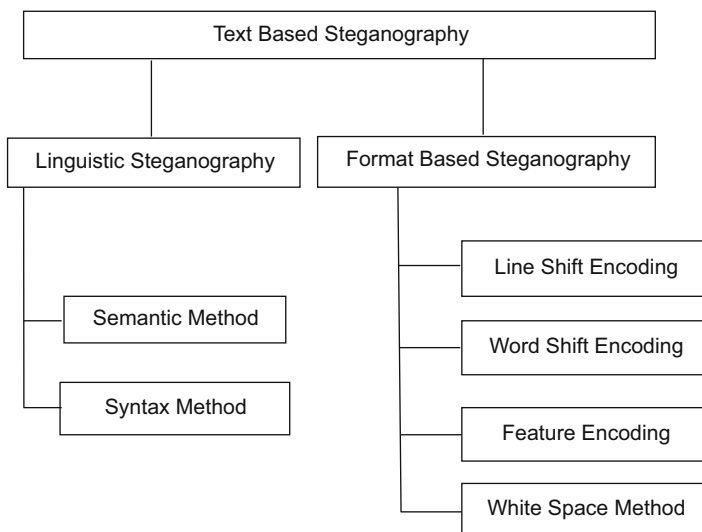 Text Based Steganography
Linguistic Steganography
Format Based Steganography
Line Shift Encoding
Semantic Method
Word Shift Encoding
Syntax Method
Feature Encoding
White Space Method